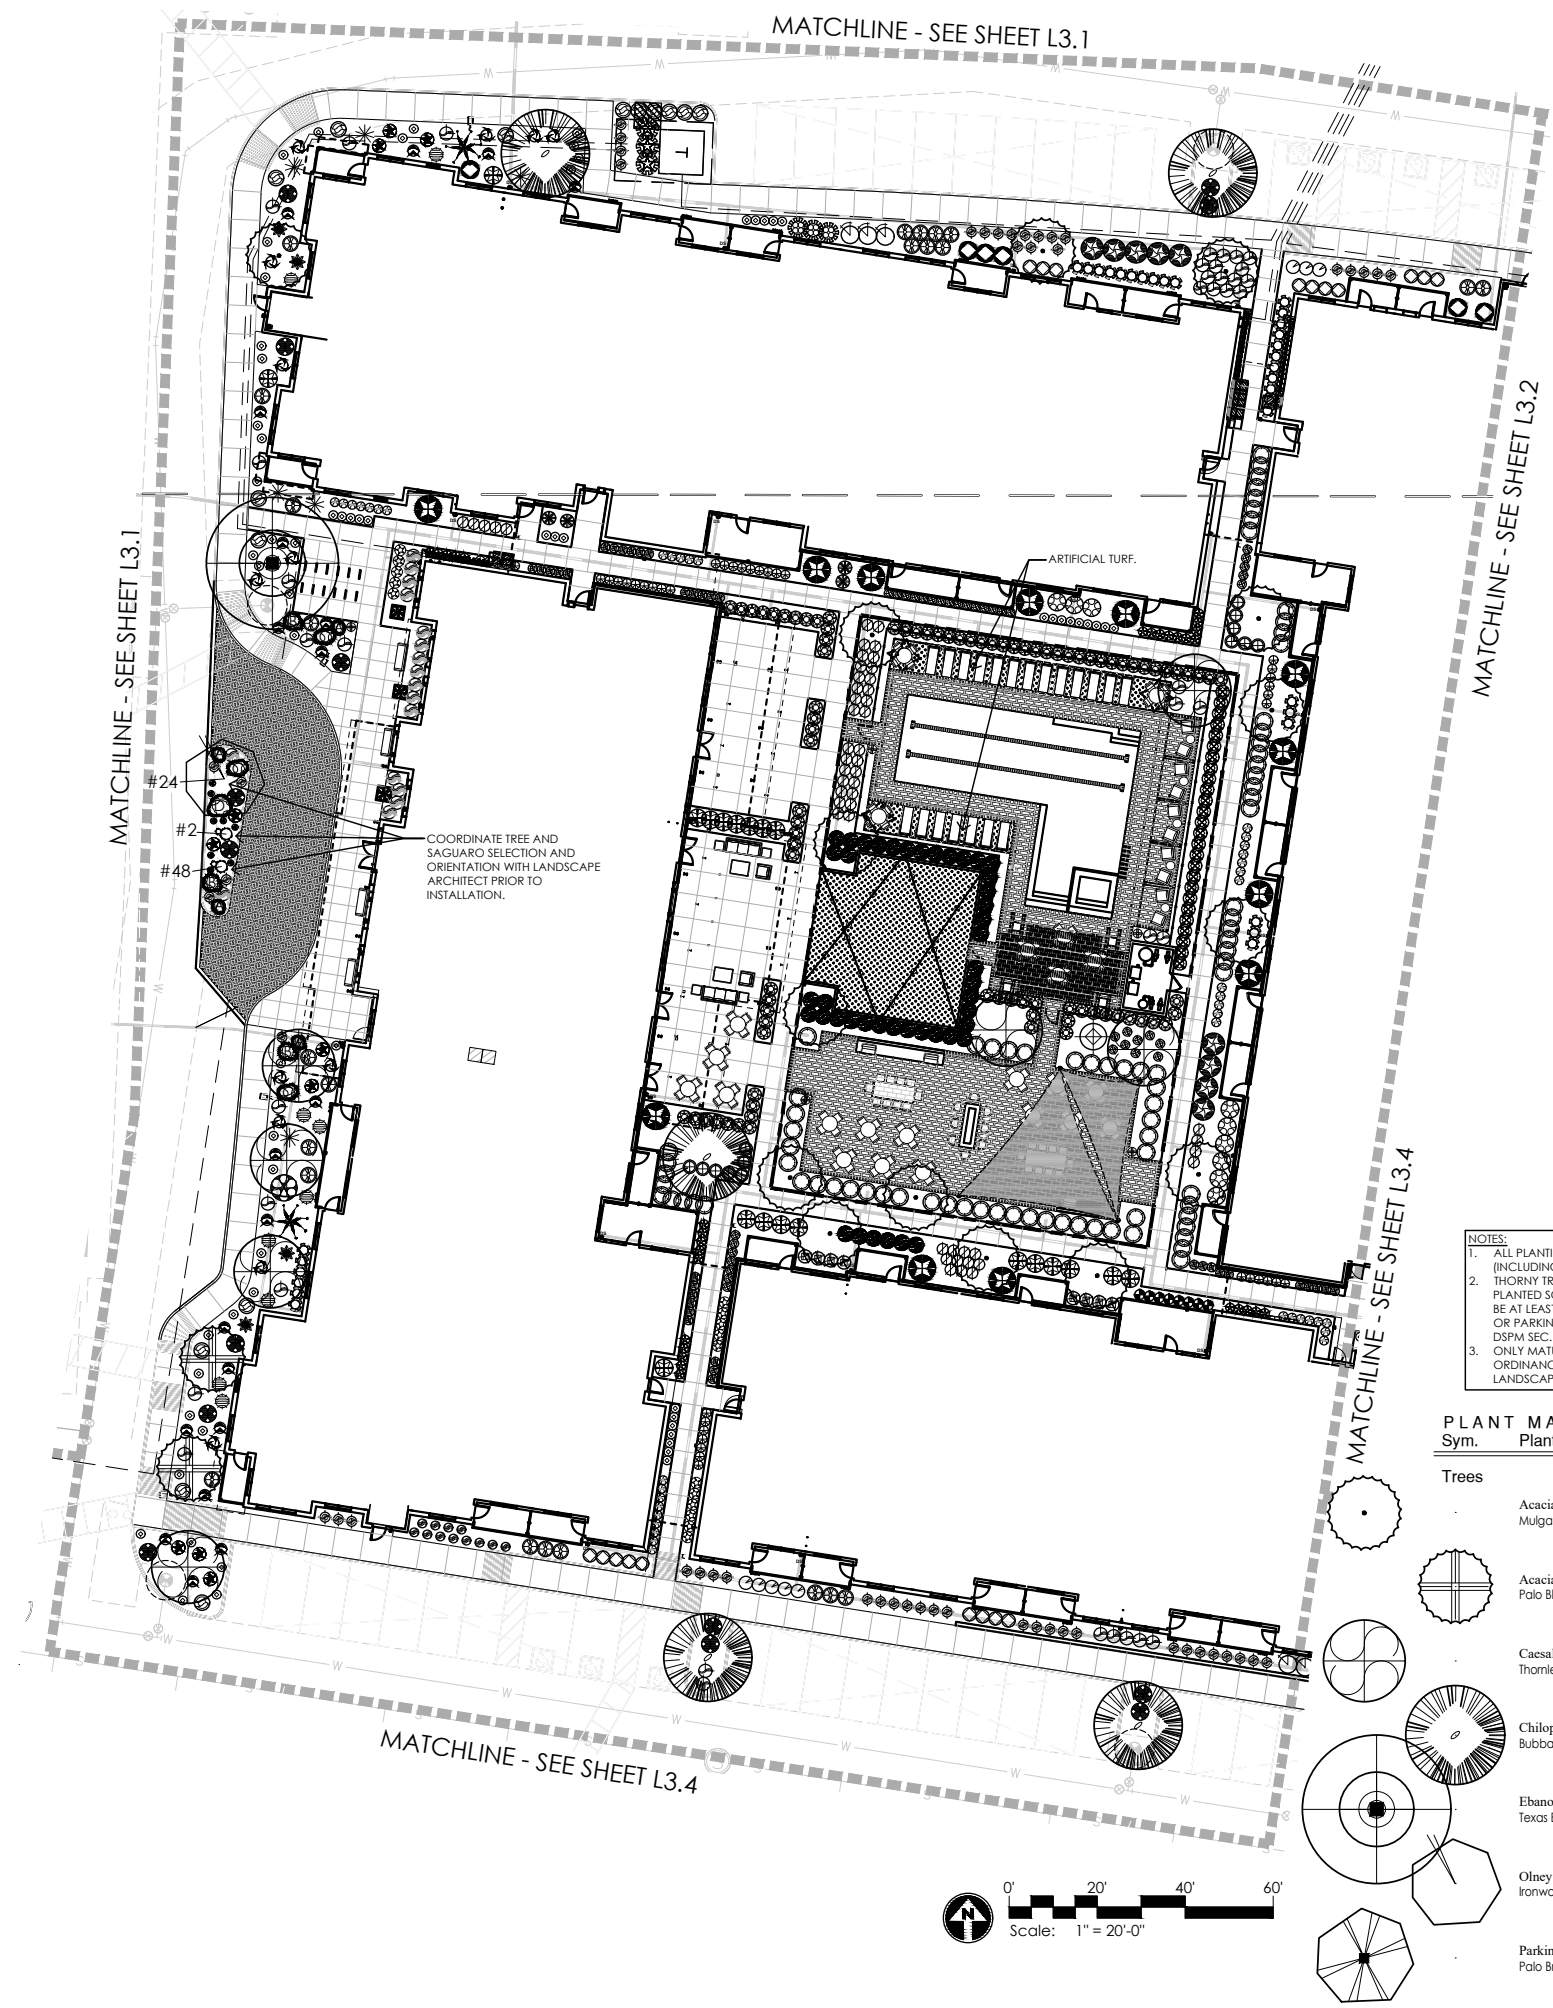 MATCHLINE - SEE SHEET L3.1
MATCHLINE - SEE SHEET L3.2
MATCHLINE - SEE SHEET L3.1
T
ARTIFICIAL TURF.
#24
#2
#48
COORDINATE TREE AND
SAGUARO SELECTION AND
ORIENTATION WITH LANDSCAPE
ARCHITECT PRIOR TO
INSTALLATION.
MATCHLINE - SEE SHEET L3.4
MATCHLINE - SEE SHEET L3.4
NOTES:
1. ALL PLANTI
(INCLUDING
2. THORNY TR
PLANTED SO
BE AT LEAST
OR PARKIN
DSPM SEC.
3. ONLY MATU
ORDINANC
LANDSCAP
PLANT MA
Sym. Plant
Trees
Acacia
Mulga
Acacia
Palo Bl
Caesal
Thornle
Chilop
Bubba
Ebano
Texas E
Olney
Ironwo
Parkin
Palo Br
N
0' 20' 40' 60'
Scale: 1" = 20'-0"